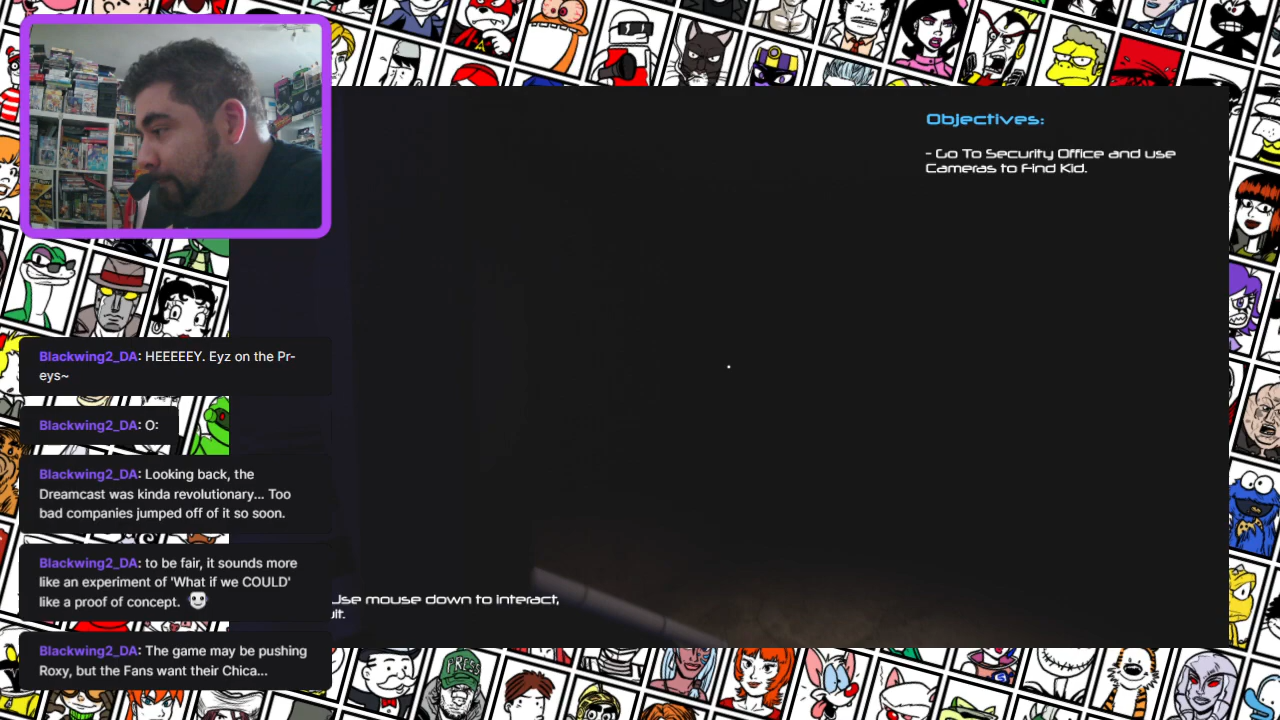 Objectives:
- Go To Security Office and use
Cameras to Find Kid.
Blackwing2_DA: HEEEEEY. Eyz on the Pr-
eys~
Blackwing2_DA: O:
Blackwing2_DA: Looking back, the
Dreamcast was kinda revolutionary... Too
bad companies jumped off of it so soon.
Blackwing2_DA: to be fair, it sounds more
like an experiment of 'What if we COULD'
like a proof of concept.
Use mouse down to interact,
Blackwing2_DA: The game may be pushing
Roxy, but the Fans want their Chica...
PRESS